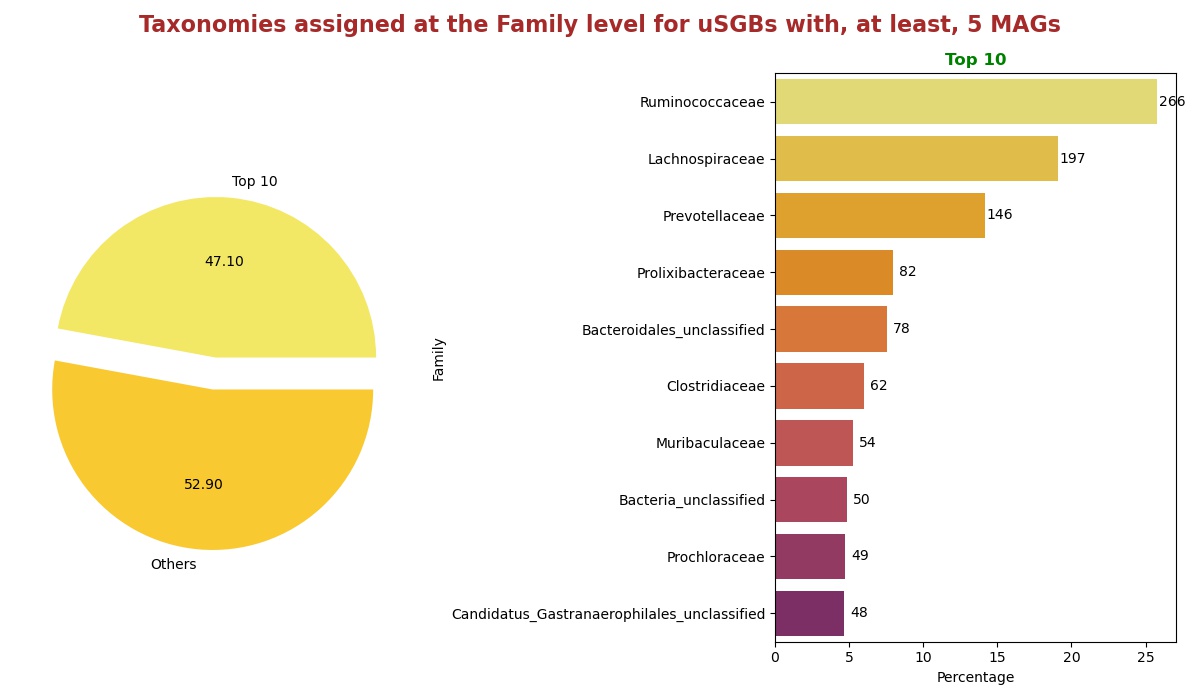 Taxonomies assigned at the Family level for uSGBs with, at least, 5 MAGs
Top 10
47.10
52.90
Others
Family
Top 10
Ruminococcaceae 266
Lachnospiraceae 197
Prevotellaceae 146
Prolixibacteraceae 82
Bacteroidales_unclassified 78
Clostridiaceae 62
Muribaculaceae 54
Bacteria_unclassified 50
Prochloraceae 49
Candidatus_Gastranaerophilales_unclassified 48
0 5 10 15 20 25
Percentage